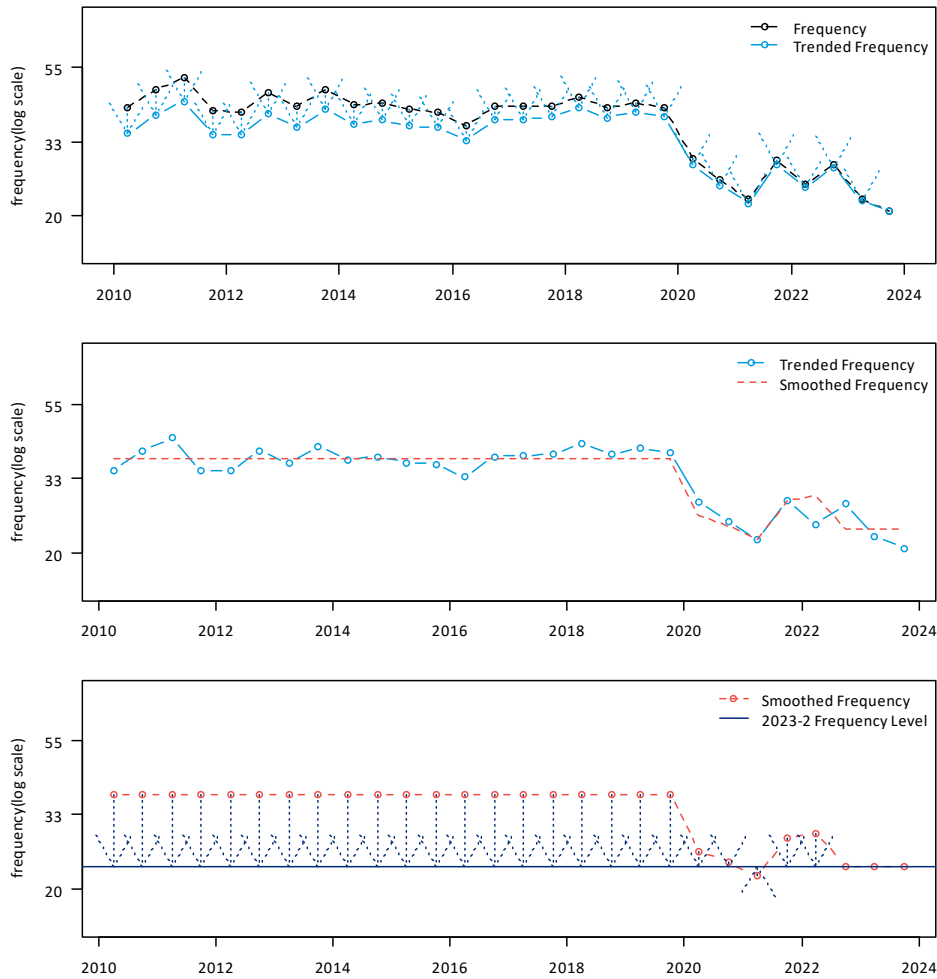 Frequency
Trended Frequency
frequency(log scale)
55
33
20
2010 2012 2014 2016 2018 2020 2022 2024
Trended Frequency
Smoothed Frequency
frequency(log scale)
55
33
20
2010 2012 2014 2016 2018 2020 2022 2024
Smoothed Frequency
2023-2 Frequency Level
frequency(log scale)
55
33
20
2010 2012 2014 2016 2018 2020 2022 2024